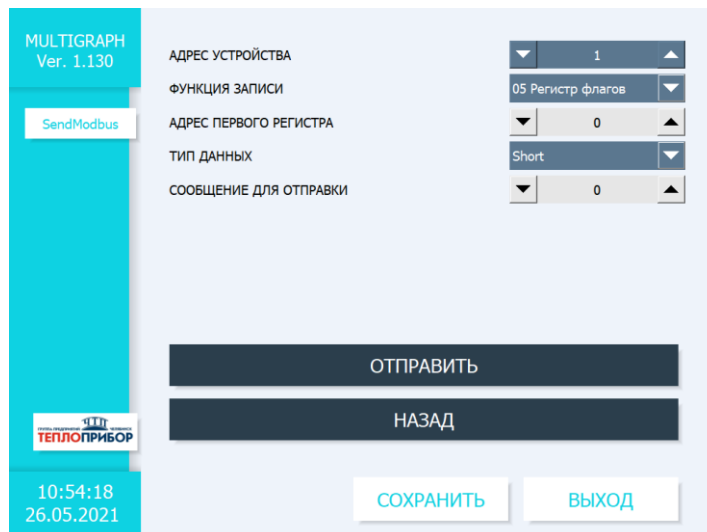 MULTIGRAPH
Ver. 1.130
SendModbus
АДРЕС УСТРОЙСТВА 1
ФУНКЦИЯ ЗАПИСИ 05 Регистр флагов
АДРЕС ПЕРВОГО РЕГИСТРА 0
ТИП ДАННЫХ Short
СООБЩЕНИЕ ДЛЯ ОТПРАВКИ 0
ОТПРАВИТЬ
НАЗАД
ТЕПЛОПРИБОР
10:54:18
26.05.2021
СОХРАНИТЬ ВЫХОД